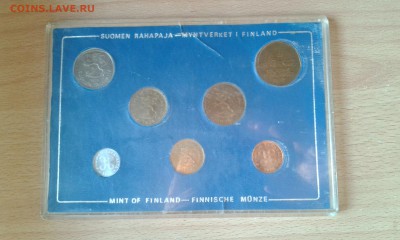 COINS.LAVE.RU
SUOMEN RAHAPAJA—MYNTVERKET I FINLAND
MINT OF FINLAND—FINNISCHE MÜNZE